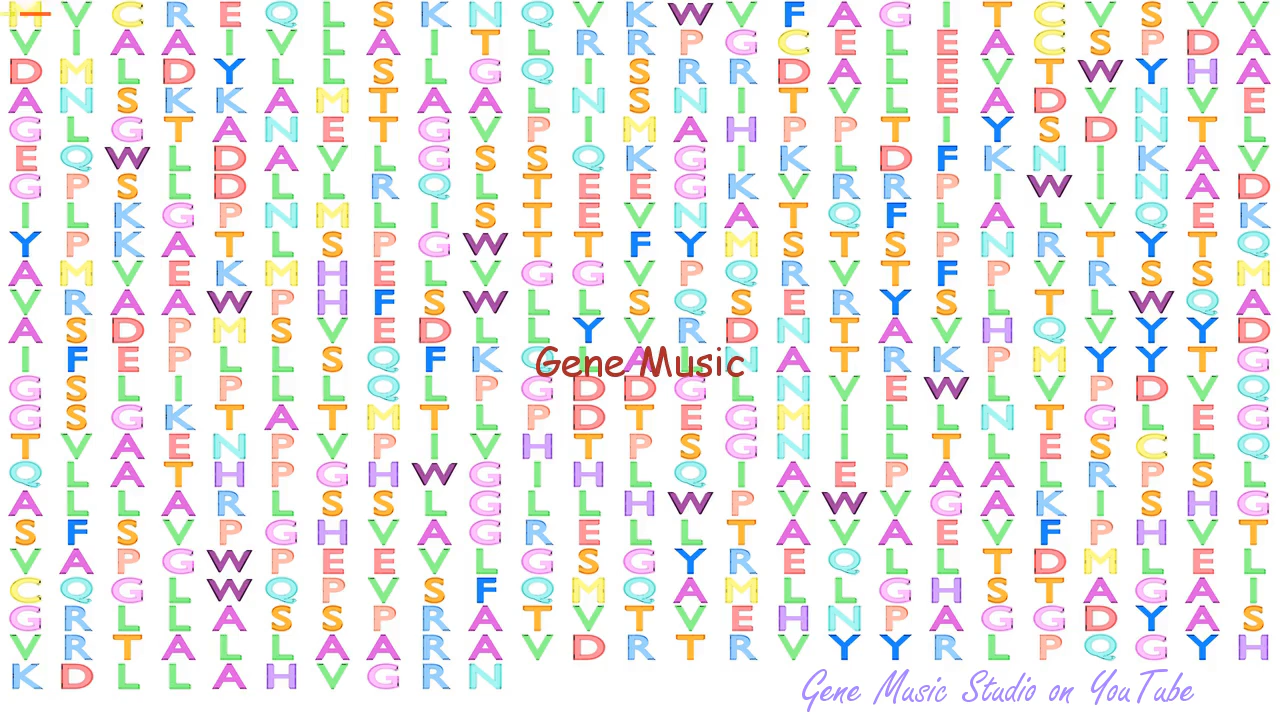 M V C R E Q L S K N Q V K W V F A G I T C V S V V
V I A A I V L A I T L R R P G C E L E A C S P D A
D M L D Y L L S L G Q I S R R D A L E V T W Y H A
A N S K K A M T A A L N S N I T V L E A D V N V E
G L G T A N E T G V P I M A H P P T I Y S D N T L
E Q W L D A V L G S S Q K G I K L D F K N I K A V
G P S L D L L R Q L T E E G K V R R P I W I N A D
I L K G P N M L I S T E V N A T Q F L A L V Q E K
Y P K A T L S P G W T T F Y M S T S P N R T Y T Q
A M V E K M H E L V G G V P Q R V T F P V R S S M
V R A A W P H F S W L L S Q S E R Y S L T L W Q A
A S D P M S V E D L L Y V R D N T A V H Q V Y Y D
I F E P L L S Q F K Q L A L N A T R K P M Y Y T G
Gene Music
G S L I P L L Q L P G D D G L N V E W L V P D V Q
G S G K T A T M T L P D T E G M I L L N T G L E L
T V A E N P V P I V H T P S G N I L T L E S C L Q
Q L A T H P G H W G I H L Q I A E P A A L R P S L
A L L A R L S S L G L L H W P V W V G A K I S H G
S F S V P G H V A G R E L L T A V A L V F P H V T
V A P G W P E E V L G S G Y R E Q L L T D M L E L
C Q G L W Q P V S F Q M Q A M L L G H S T A G L I
G R L L A S S P R A T V T V E H N P A G G D Y A S
V R T L L L A A R A V D R T R V Y Y R L P Q G Y H
K D L L A H V G R N
Gene Music Studio on YouTube